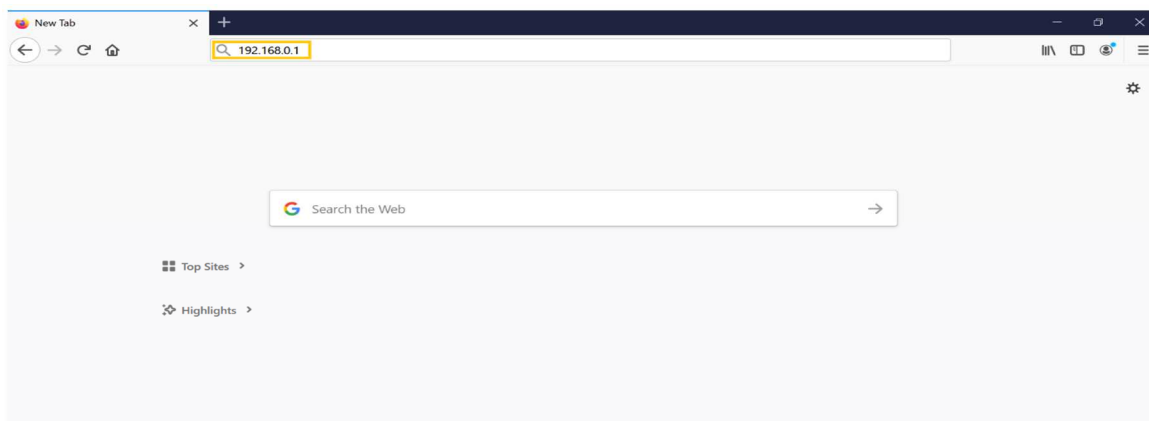 New Tab
192.168.0.1
Search the Web
Top Sites
Highlights